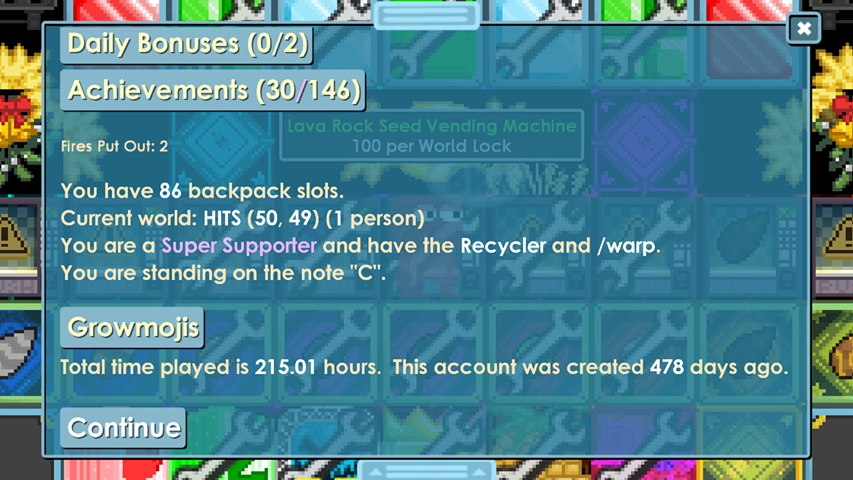 Daily Bonuses (0/2)
Achievements (30/146)
Lava Rock Seed Vending Machine
100 per World Lock
Fires Put Out: 2
You have 86 backpack slots.
Current world: HITS (50, 49) (1 person)
You are a Super Supporter and have the Recycler and /warp.
You are standing on the note "C".
Growmojis
Total time played is 215.01 hours. This account was created 478 days ago.
Continue